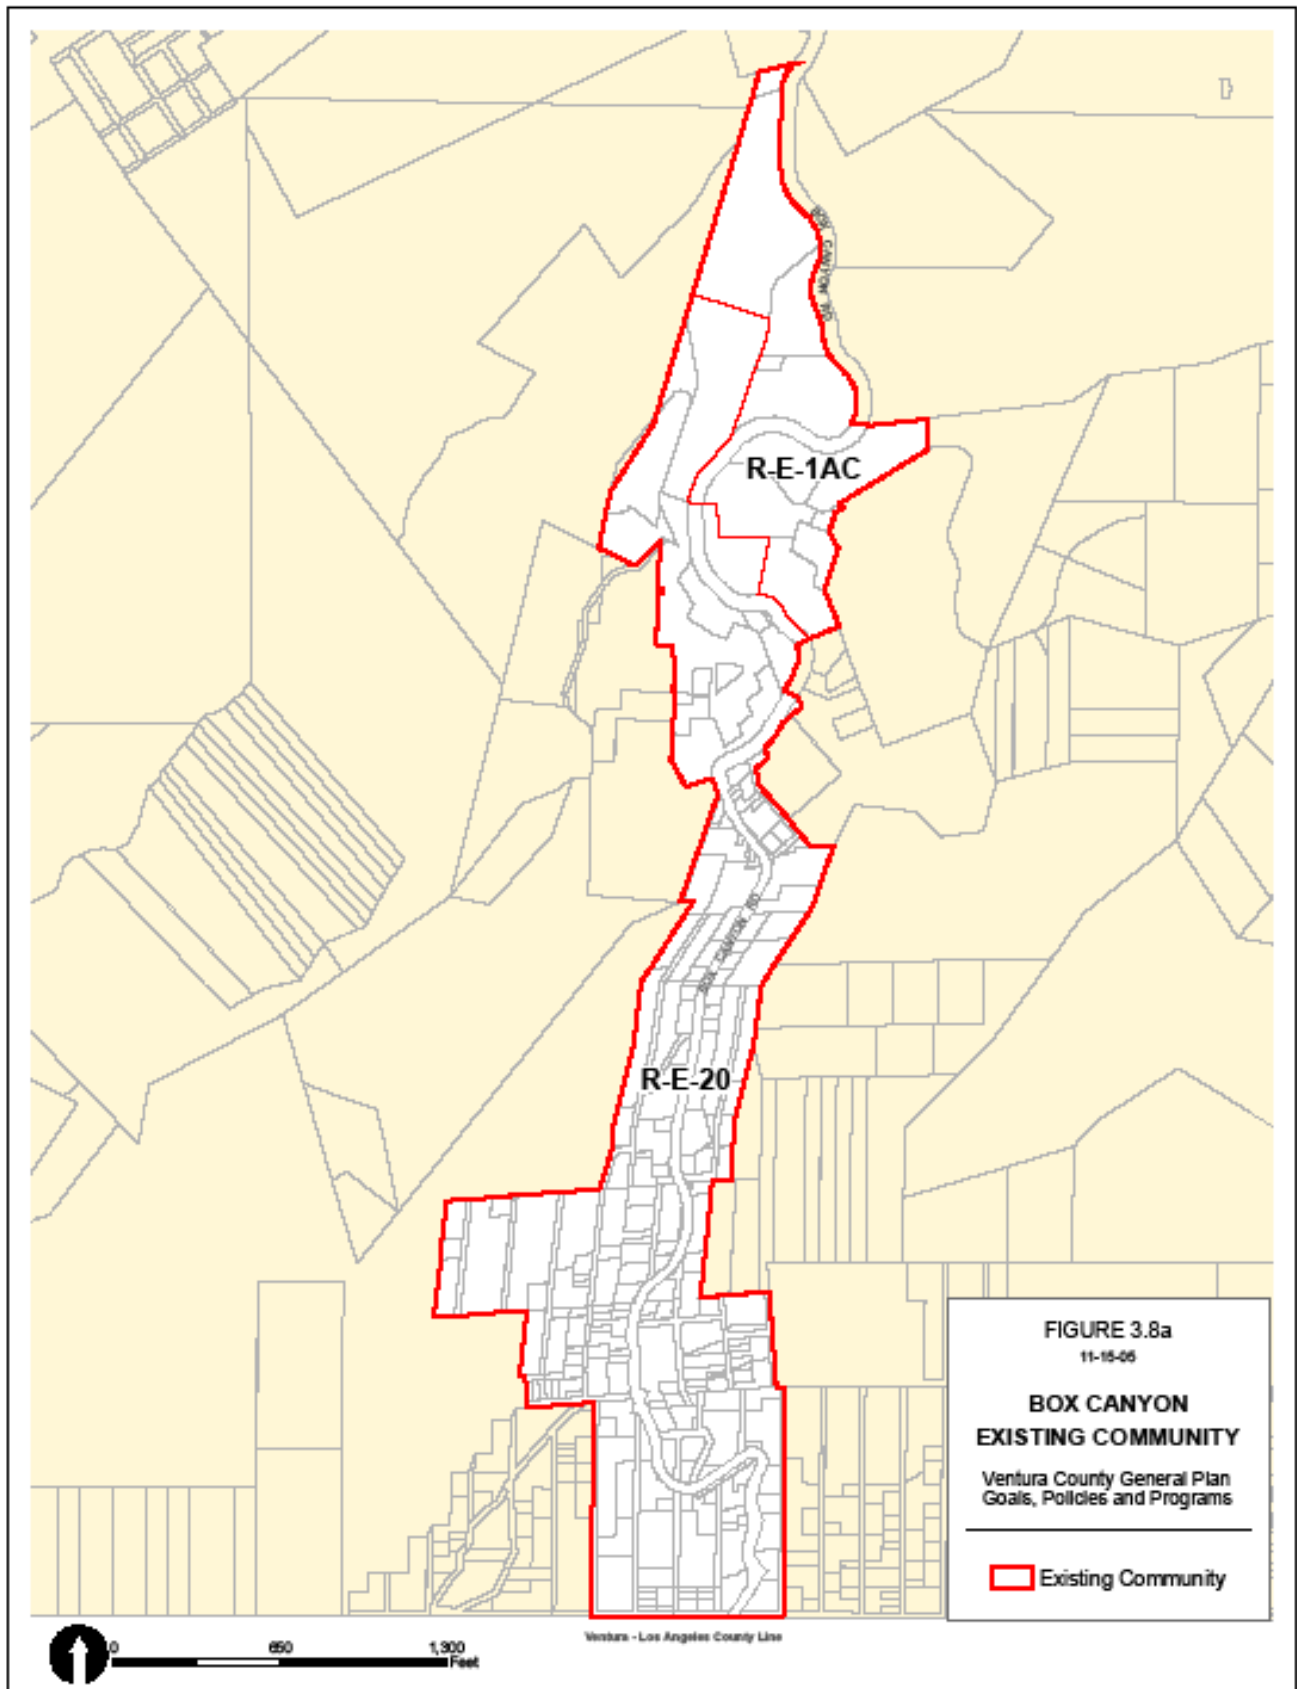 BOX CANYON RD
R-E-1AC
BOX CANYON RD
R-E-20
FIGURE 3.8a
11-15-05
BOX CANYON
EXISTING COMMUNITY
Ventura County General Plan
Goals, Policies and Programs
Existing Community
Ventura - Los Angeles County Line
0 650 1,300
Feet